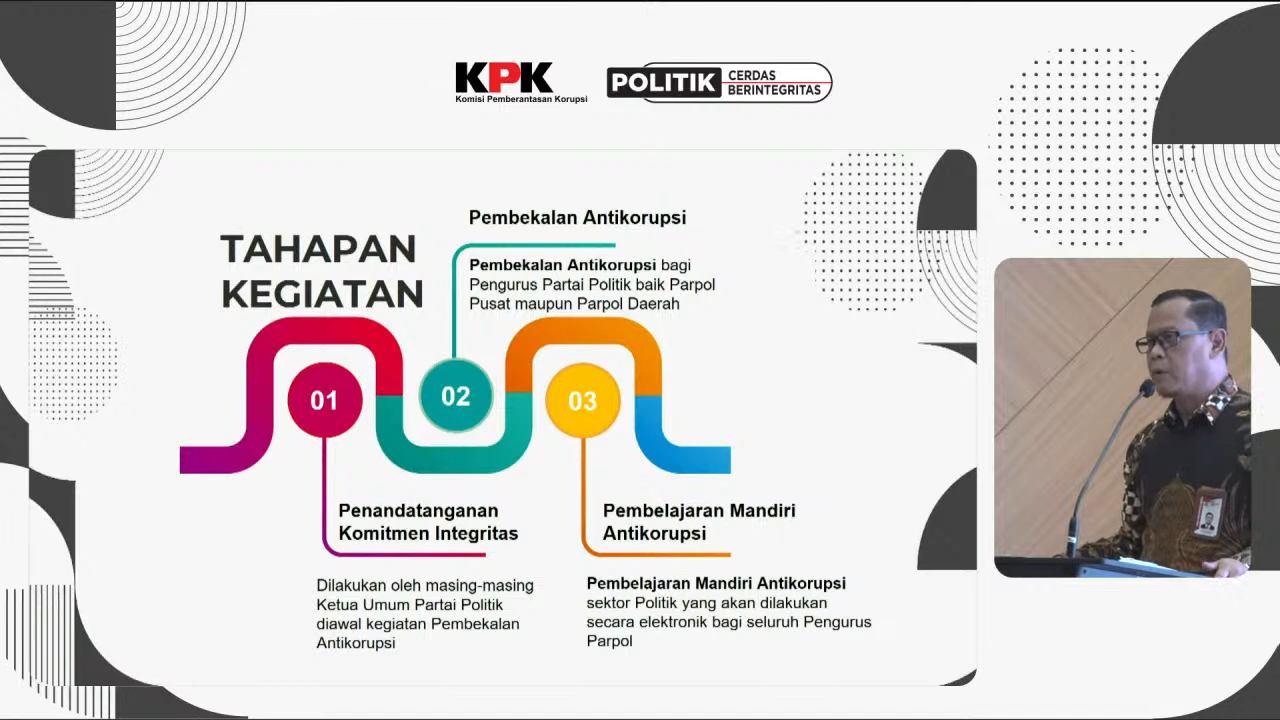 KPK
Komisi Pemberantasan Korupsi
POLITIK
CERDAS
BERINTEGRITAS
TAHAPAN
KEGIATAN
Pembekalan Antikorupsi
Pembekalan Antikorupsi bagi
Pengurus Partai Politik baik Parpol
Pusat maupun Parpol Daerah
01
02
03
Penandatanganan
Komitmen Integritas
Dilakukan oleh masing-masing
Ketua Umum Partai Politik
diawal kegiatan Pembekalan
Antikorupsi
Pembelajaran Mandiri
Antikorupsi
Pembelajaran Mandiri Antikorupsi
sektor Politik yang akan dilakukan
secara elektronik bagi seluruh Pengurus
Parpol